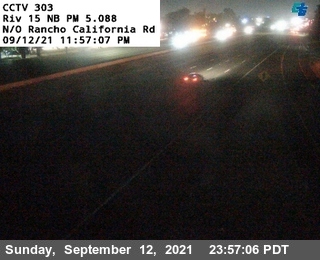 CCTV 303
Riv 15 NB PM 5.088
N/O Rancho California Rd
09/12/21 11:57:07 PM
Sunday, September 12, 2021 23:57:06 PDT